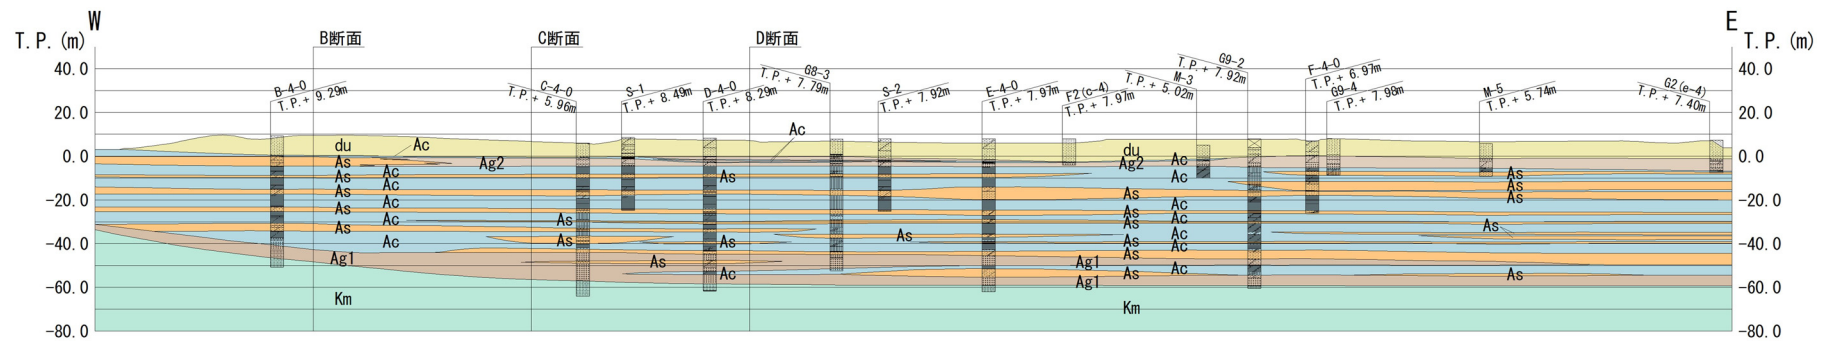 W
E
T.P.(m)
T.P.(m)
B断面
C断面
D断面
40.0
20.0
0.0
-20.0
-40.0
-60.0
-80.0
B-4-0
T.P.+ 9.29m
C-4-0
T.P.+ 5.96m
S-1
T.P.+ 8.49m
D-4-0
T.P.+ 8.29m
G8-3
T.P.+ 7.79m
S-2
T.P.+ 7.92m
E-4-0
T.P.+ 7.97m
F2(c-4)
T.P.+ 7.97m
M-3
T.P.+ 5.02m
G9-2
T.P.+ 7.92m
F-4-0
T.P.+ 6.97m
G9-4
T.P.+ 7.98m
M-5
T.P.+ 5.74m
G2(e-4)
T.P.+ 7.40m
40.0
20.0
0.0
-20.0
-40.0
-60.0
-80.0
du
Ac
As
Ag2
Ac
As
Ac
As
Ac
As
Ac
As
Ac
Ag1
Km
As
As
Ac
As
As
As
Ac
As
du
Ag2
Ac
Ac
As
Ac
As
Ac
As
Ac
As
Ac
As
Ag1
Ac
As
Ag1
Km
As
As
As
As
As